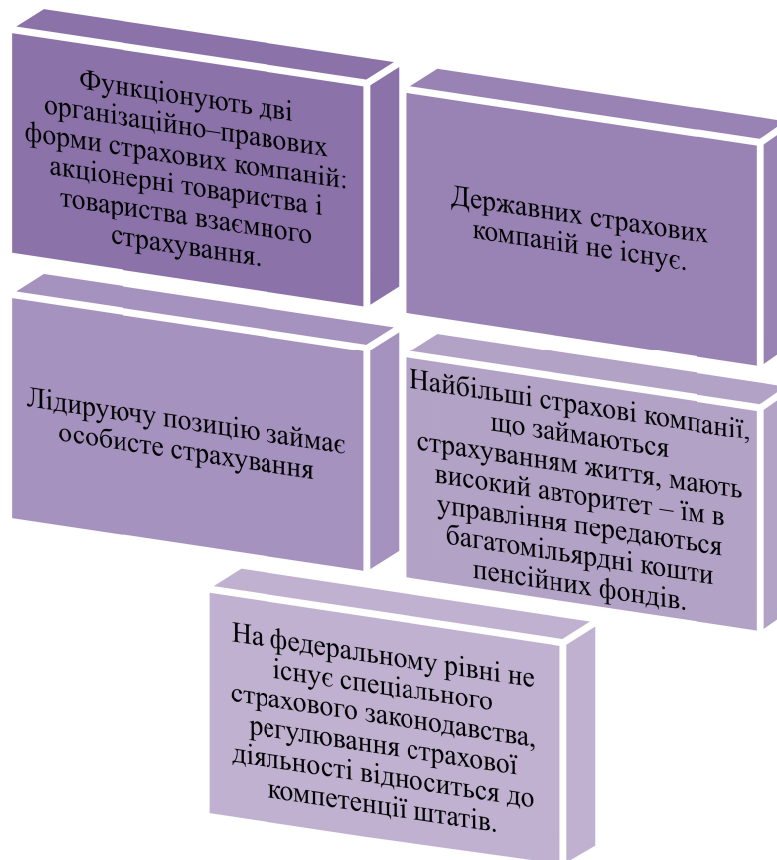 Функціонують дві
організаційно–правових
форми страхових компаній:
акціонерні товариства і
товариства взаємного
страхування.
Державних страхових
компаній не існує.
Лідируючу позицію займає
особисте страхування
Найбільші страхові компанії,
що займаються
страхуванням життя, мають
високий авторитет – їм в
управління передаються
багатомільярдні кошти
пенсійних фондів.
На федеральному рівні не
існує спеціального
страхового законодавства,
регулювання страхової
діяльності відноситься до
компетенції штатів.